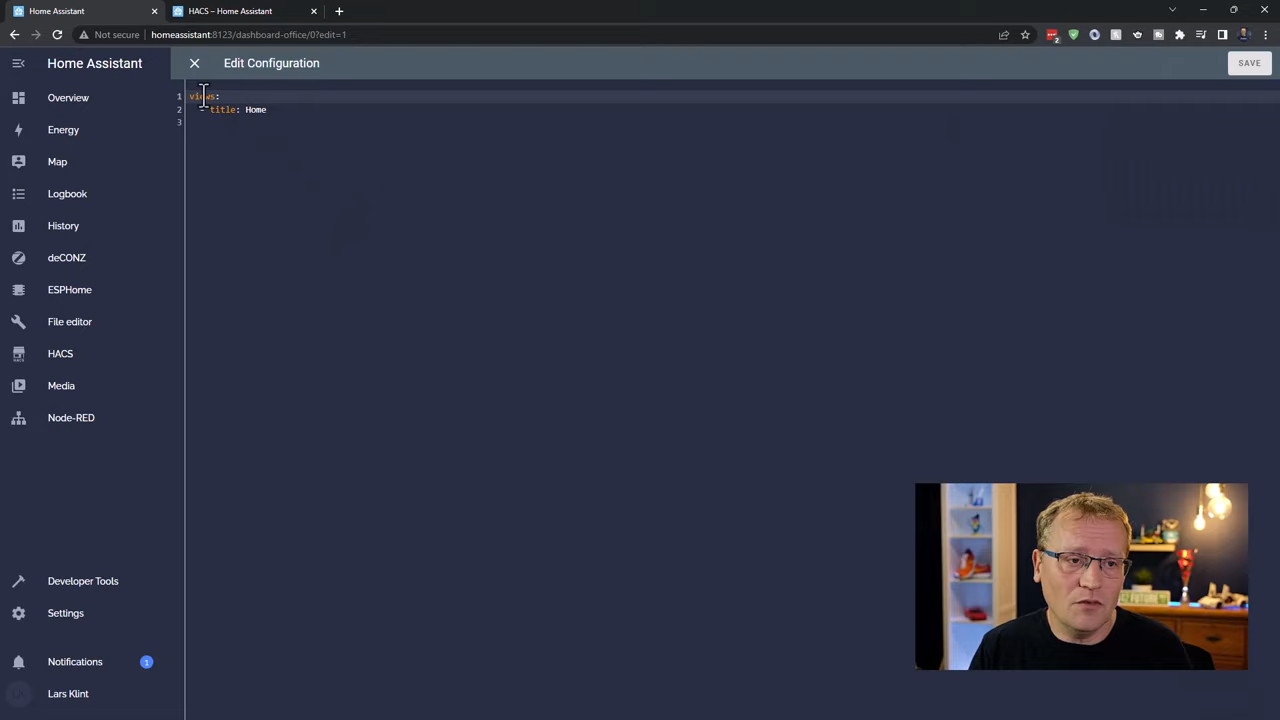 Home Assistant
HACS – Home Assistant
Not secure
homeassistant:8123/dashboard-office/0?edit=1
2
Home Assistant
Edit Configuration
SAVE
Overview
Energy
Map
Logbook
History
deCONZ
ESPHome
File editor
HACS
Media
Node-RED
Developer Tools
Settings
Notifications 1
Lars Klint
1 views:
2 - title: Home
3